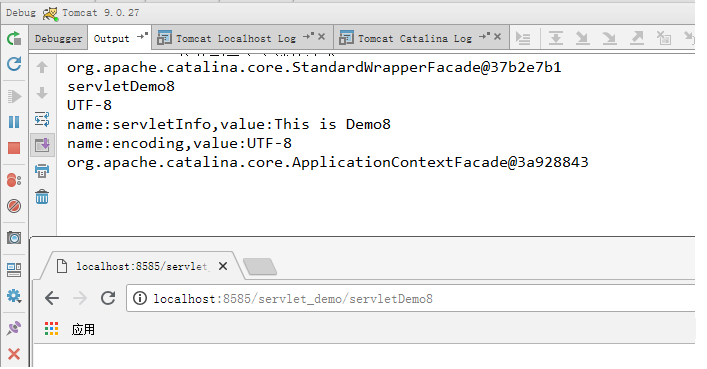 Debug Tomcat 9.0.27
Debugger Output Tomcat Localhost Log Tomcat Catalina Log
org.apache.catalina.core.StandardWrapperFacade@37b2e7b1
servletDemo8
UTF-8
name:servletInfo,value:This is Demo8
name:encoding,value:UTF-8
org.apache.catalina.core.ApplicationContextFacade@3a928843
localhost:8585/servlet_
localhost:8585/servlet_demo/servletDemo8
应用